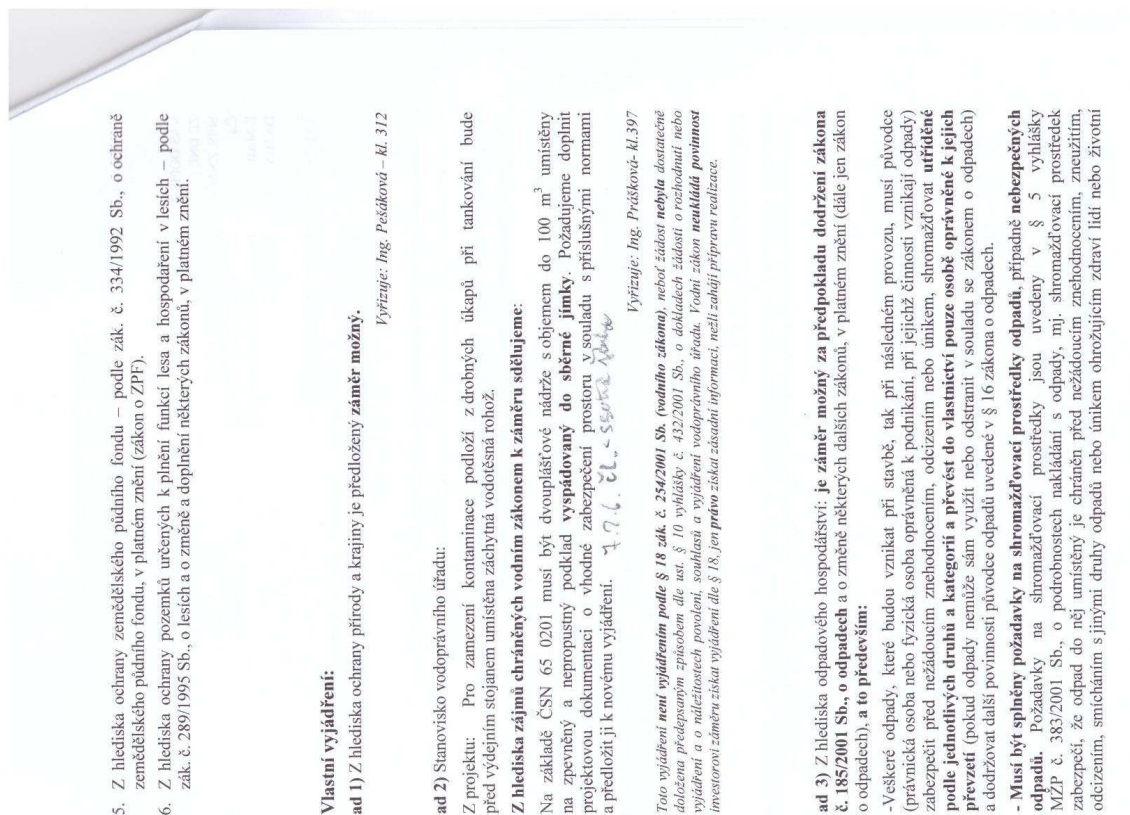 5. Z hlediska ochrany zemědělského půdního fondu – podle zák. č. 334/1992 Sb., o ochraně
zemědělského půdního fondu, v platném znění (zákon o ZPF).
6. Z hlediska ochrany pozemků určených k plnění funkcí lesa a hospodaření v lesích – podle
zák. č. 289/1995 Sb., o lesích a o změně a doplnění některých zákonů, v platném znění.
Vlastní vyjádření:
ad 1) Z hlediska ochrany přírody a krajiny je předložený záměr možný.
Vyřizuje: Ing. Pešáková – kl. 312
ad 2) Stanovisko vodoprávního úřadu:
Z projektu: Pro zamezení kontaminace podloží z drobných úkapů při tankování bude
před výdejním stojanem umístěna záchytná vodotěsná rohož.
Z hlediska zájmů chráněných vodním zákonem k záměru sdělujeme:
Na základě ČSN 65 0201 musí být dvouplášťové nádrže s objemem do 100 m³ umístěny
na zpevněný a nepropustný podklad vyspádovaný do sběrné jímky. Požadujeme doplnit
projektovou dokumentaci o vhodné zabezpečení prostoru v souladu s příslušnými normami
a předložit ji k novému vyjádření. 7.7.6. čl.
Vyřizuje: Ing. Prášková- kl.397
Toto vyjádření není vyjádřením podle § 18 zák. č. 254/2001 Sb. (vodního zákona), neboť žádost nebyla dostatečně
doložena předepsaným způsobem dle ust. § 10 vyhlášky č. 432/2001 Sb., o dokladech žádosti o rozhodnutí nebo
vyjádření a o náležitostech povolení, souhlasů a vyjádření vodoprávního úřadu. Vodní zákon neukládá povinnost
investorovi záměru získat vyjádření dle § 18, jen právo získat zásadní informaci, nežli zahájí přípravu realizace.
ad 3) Z hlediska odpadového hospodářství: je záměr možný za předpokladu dodržení zákona
č. 185/2001 Sb., o odpadech a o změně některých dalších zákonů, v platném znění (dále jen zákon
o odpadech), a to především:
-Veškeré odpady, které budou vznikat při stavbě, tak při následném provozu, musí původce
(právnická osoba nebo fyzická osoba oprávněná k podnikání, při jejichž činnosti vznikají odpady)
zabezpečit před nežádoucím znehodnocením, odcizením nebo únikem, shromažďovat utříděné
podle jednotlivých druhů a kategorií a převést do vlastnictví pouze osobě oprávněné k jejich
převzetí (pokud odpady nemůže sám využít nebo odstranit v souladu se zákonem o odpadech)
a dodržovat další povinnosti původce odpadů uvedené v § 16 zákona o odpadech.
- Musí být splněny požadavky na shromažďovací prostředky odpadů, případně nebezpečných
odpadů. Požadavky na shromažďovací prostředky jsou uvedeny v § 5 vyhlášky
MŽP č. 383/2001 Sb., o podrobnostech nakládání s odpady, mj. shromažďovací prostředek
zabezpečí, že odpad do něj umístěný je chráněn před nežádoucím znehodnocením, zneužitím,
odcizením, smícháním s jinými druhy odpadů nebo únikem ohrožujícím zdraví lidí nebo životní